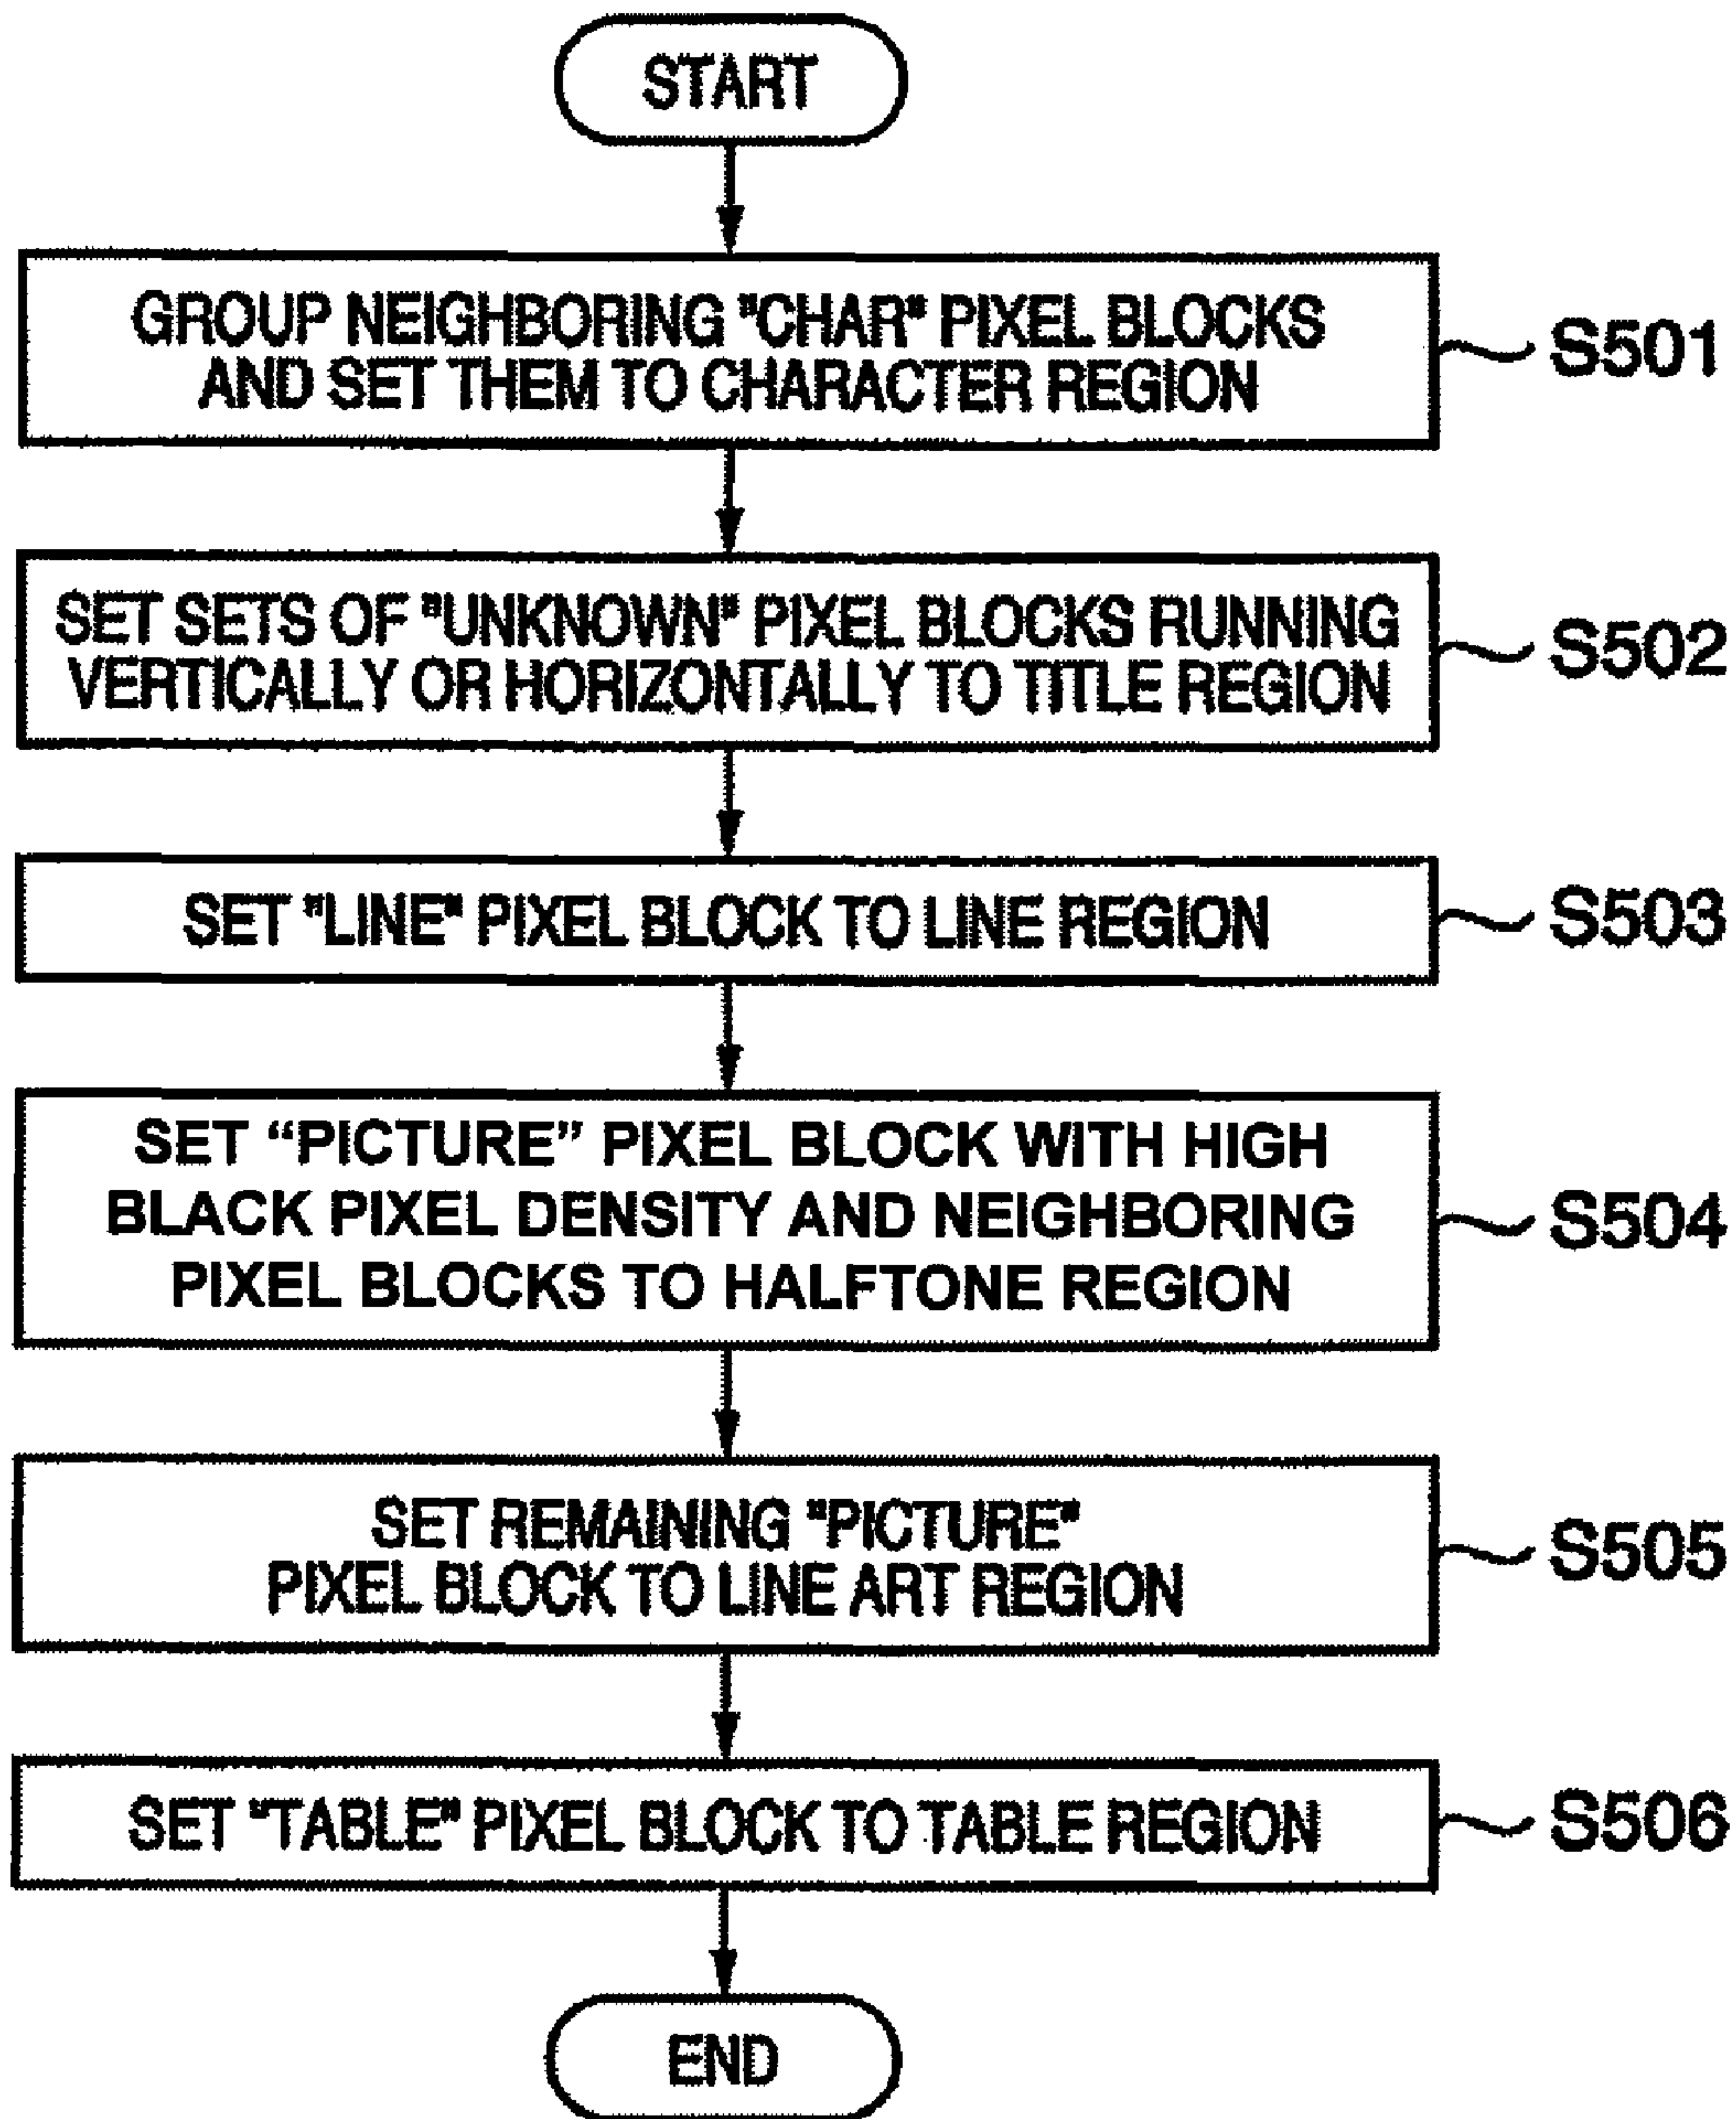 START
GROUP NEIGHBORING "CHAR" PIXEL BLOCKS
AND SET THEM TO CHARACTER REGION
S501
SET SETS OF "UNKNOWN" PIXEL BLOCKS RUNNING
VERTICALLY OR HORIZONTALLY TO TITLE REGION
S502
SET "LINE" PIXEL BLOCK TO LINE REGION
S503
SET “PICTURE” PIXEL BLOCK WITH HIGH
BLACK PIXEL DENSITY AND NEIGHBORING
PIXEL BLOCKS TO HALFTONE REGION
S504
SET REMAINING "PICTURE"
PIXEL BLOCK TO LINE ART REGION
S505
SET "TABLE" PIXEL BLOCK TO TABLE REGION
S506
END